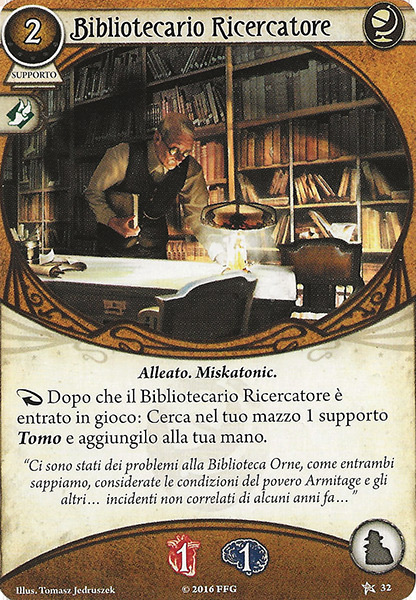 2
Bibliotecario Ricercatore
SUPPORTO
Alleato. Miskatonic.
Dopo che il Bibliotecario Ricercatore è
entrato in gioco: Cerca nel tuo mazzo 1 supporto
Tomo e aggiungilo alla tua mano.
“Ci sono stati dei problemi alla Biblioteca Orne, come entrambi
sappiamo, considerate le condizioni del povero Armitage e gli
altri… incidenti non correlati di alcuni anni fa…”
1 1
Illus. Tomasz Jedruszek
© 2016 FFG
32